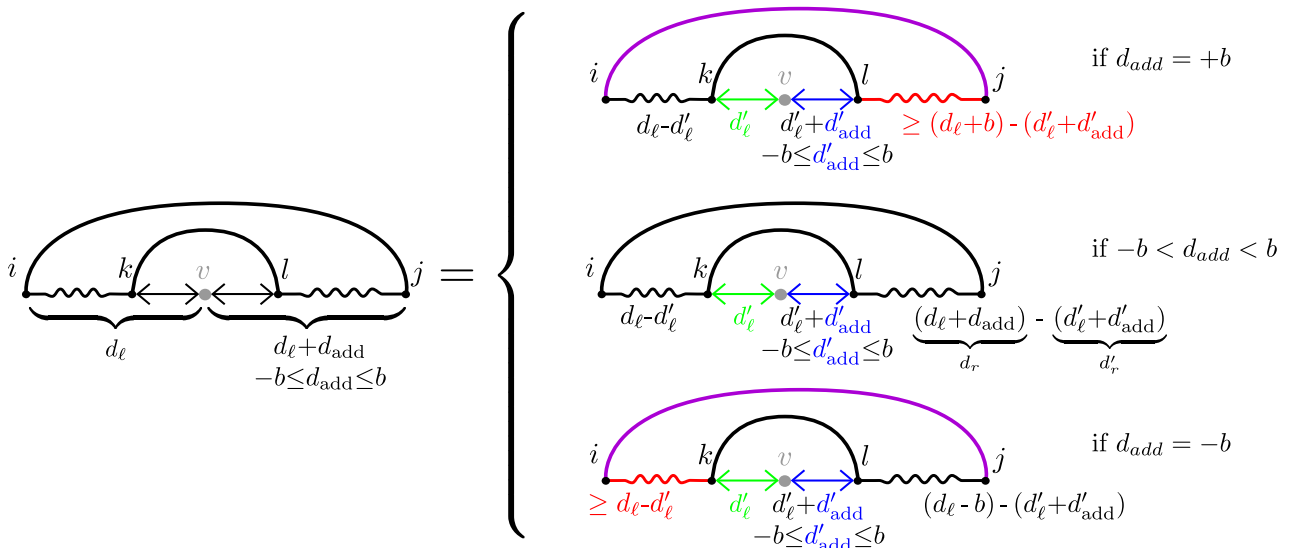 i k v l j
d_ℓ
d_ℓ+d_add
−b≤d_add≤b
=
i k v l j
if d_add = +b
d_ℓ-d′_ℓ d′_ℓ d′_ℓ+d′_add ≥ (d_ℓ+b) - (d′_ℓ+d′_add)
−b≤d′_add≤b
i k v l j
if −b < d_add < b
d_ℓ-d′_ℓ d′_ℓ d′_ℓ+d′_add (d_ℓ+d_add) - (d′_ℓ+d′_add)
−b≤d′_add≤b d_r d′_r
i k v l j
if d_add = −b
≥ d_ℓ-d′_ℓ d′_ℓ d′_ℓ+d′_add (d_ℓ - b) - (d′_ℓ+d′_add)
−b≤d′_add≤b